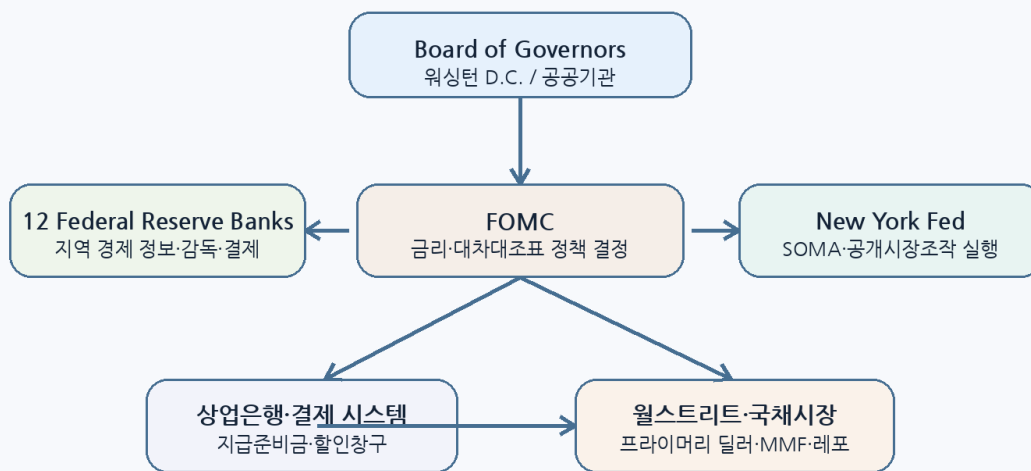 Board of Governors
워싱턴 D.C. / 공공기관
12 Federal Reserve Banks
지역 경제 정보·감독·결제
FOMC
금리·대차대조표 정책 결정
New York Fed
SOMA·공개시장조작 실행
상업은행·결제 시스템
지급준비금·할인창구
월스트리트·국채시장
프라이머리 딜러·MMF·레포